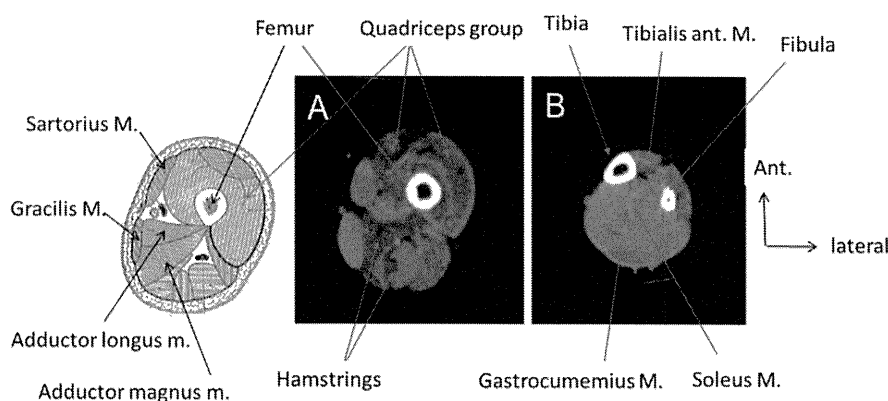 Femur
Quadriceps group
Tibia
Tibialis ant. M.
Fibula
Sartorius M.
Gracilis M.
A
B
Ant.
lateral
Adductor longus m.
Adductor magnus m.
Hamstrings
Gastrocumemius M.
Soleus M.